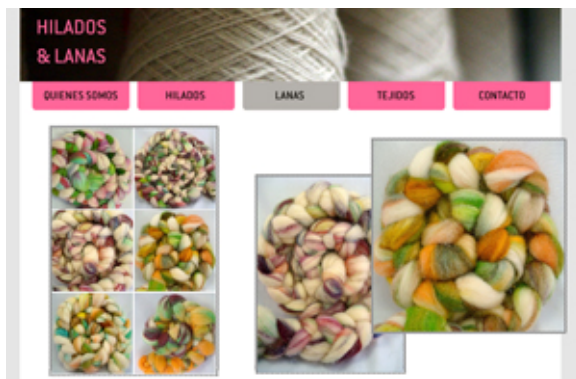 HILADOS
& LANAS
QUIENES SOMOS HILADOS LANAS TEJIDOS CONTACTO